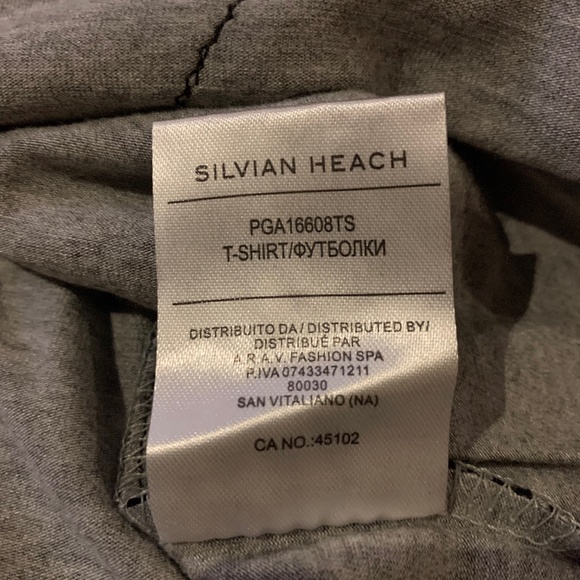 SILVIAN HEACH
PGA16608TS
T-SHIRT/ФУТБОЛКИ
DISTRIBUITO DA/DISTRIBUTED BY/
DISTRIBUÉ PAR
A.R.A.V. FASHION SPA
P.IVA 07433471211
80030
SAN VITALIANO (NA)
CA NO.:45102